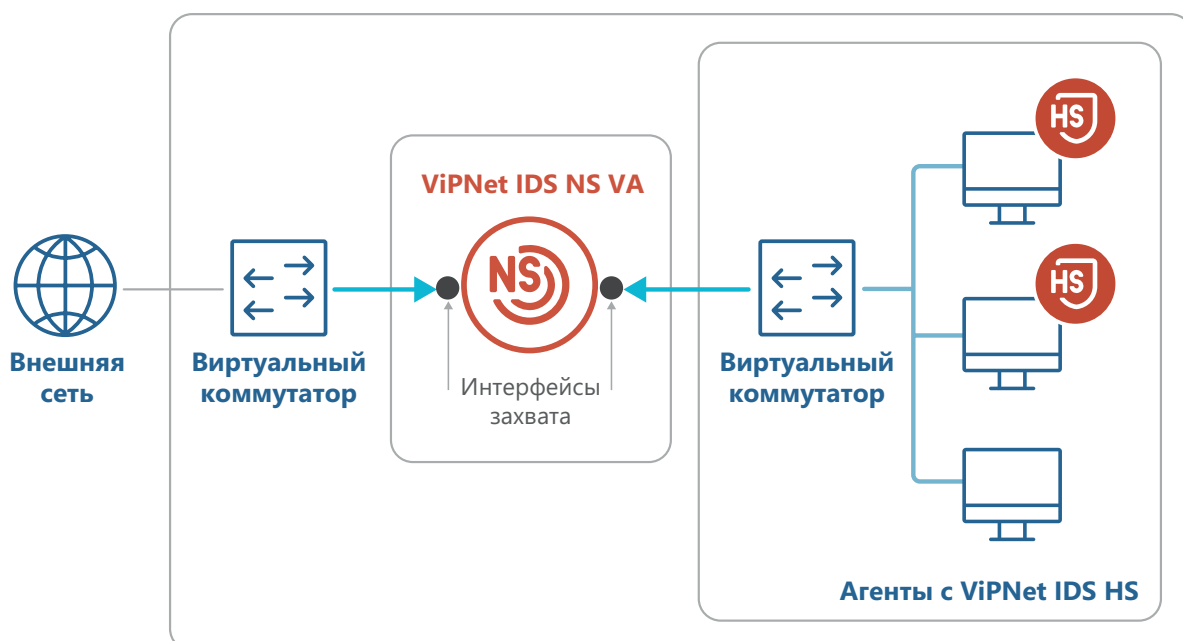 HS
ViPNet IDS NS VA
NS
HS
Внешняя
сеть
Виртуальный
коммутатор
Интерфейсы
захвата
Виртуальный
коммутатор
Агенты с ViPNet IDS HS